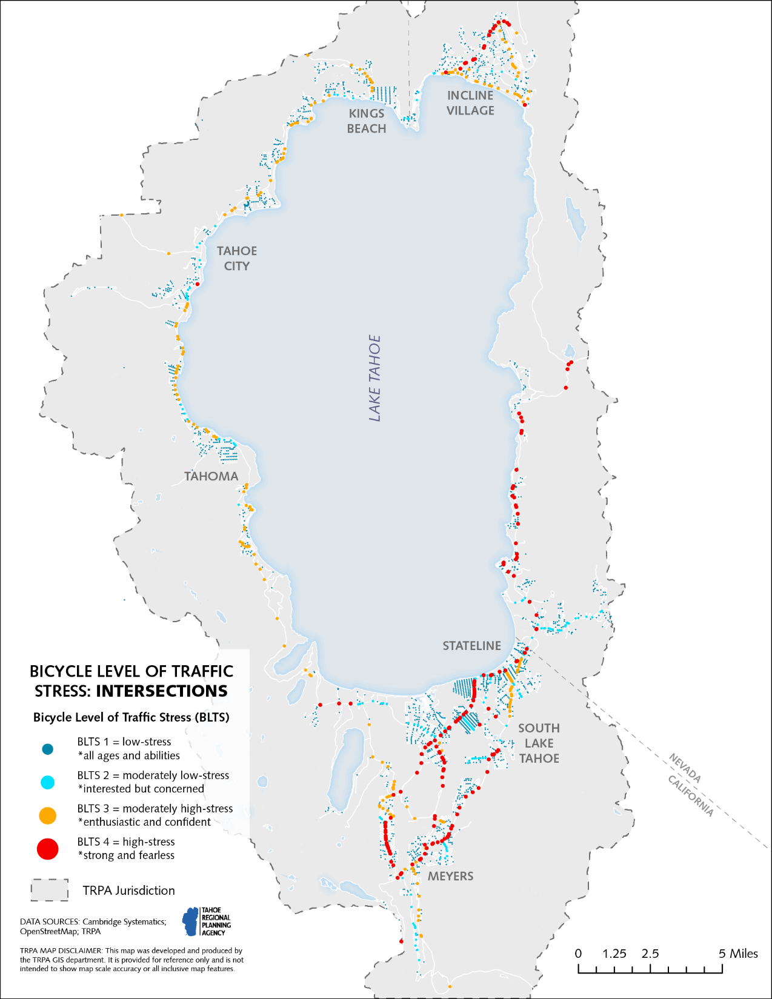 INCLINE
VILLAGE
KINGS
BEACH
TAHOE
CITY
LAKE TAHOE
TAHOMA
STATELINE
SOUTH
LAKE
TAHOE
NEVADA
CALIFORNIA
MEYERS
BICYCLE LEVEL OF TRAFFIC
STRESS: INTERSECTIONS
Bicycle Level of Traffic Stress (BLTS)
BLTS 1 = low-stress
*all ages and abilities
BLTS 2 = moderately low-stress
*interested but concerned
BLTS 3 = moderately high-stress
*enthusiastic and confident
BLTS 4 = high-stress
*strong and fearless
TRPA Jurisdiction
DATA SOURCES: Cambridge Systematics;
OpenStreetMap; TRPA
TAHOE
REGIONAL
PLANNING
AGENCY
TRPA MAP DISCLAIMER: This map was developed and produced by
the TRPA GIS department. It is provided for reference only and is not
intended to show map scale accuracy or all inclusive map features.
0 1.25 2.5 5 Miles